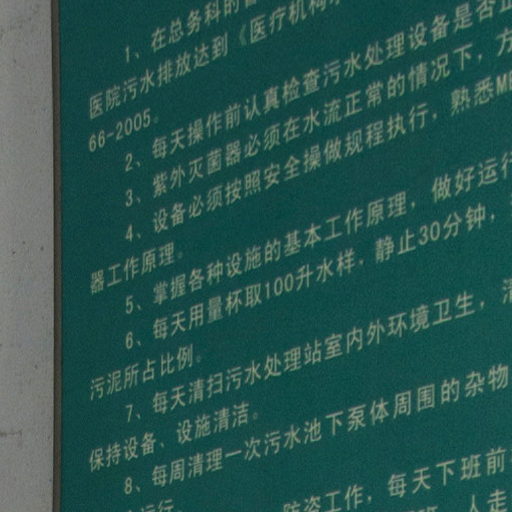 1、在总务科的
医院污水排放达到《医疗机构
66-2005。
2、每天操作前认真检查污水处理设备是否
3、紫外灭菌器必须在水流正常的情况下，方
4、设备必须按照安全操做规程执行，熟悉M
器工作原理。
5、掌握各种设施的基本工作原理，做好运行
6、每天用量杯取100升水样，静止30分钟，
污泥所占比例。
7、每天清扫污水处理站室内外环境卫生，清
保持设备、设施清洁。
8、每周清理一次污水池下泵体周围的杂物
运行。
工作，每天下班前
人走